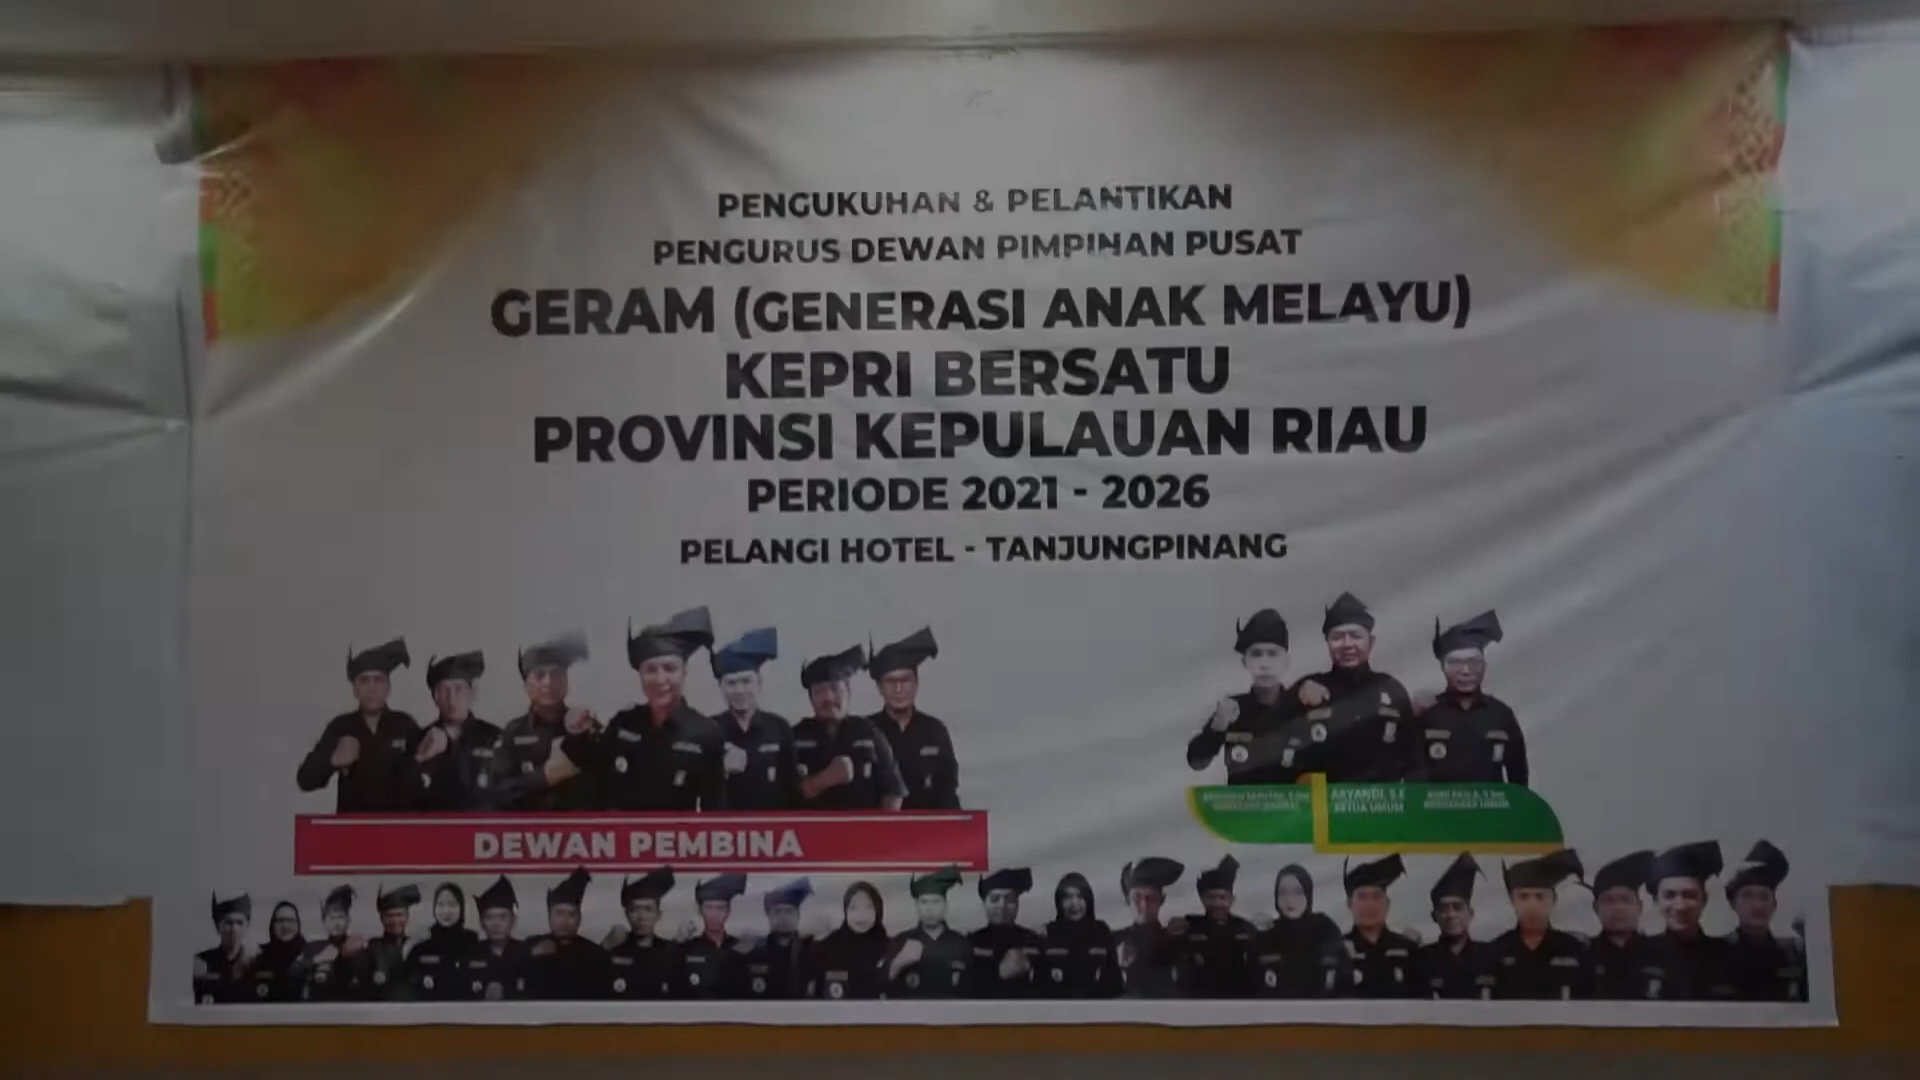 PENGUKUHAN & PELANTIKAN
PENGURUS DEWAN PIMPINAN PUSAT
GERAM (GENERASI ANAK MELAYU)
KEPRI BERSATU
PROVINSI KEPULAUAN RIAU
PERIODE 2021 - 2026
PELANGI HOTEL - TANJUNGPINANG
DEWAN PEMBINA
ARYANDI, S.E
KETUA UMUM